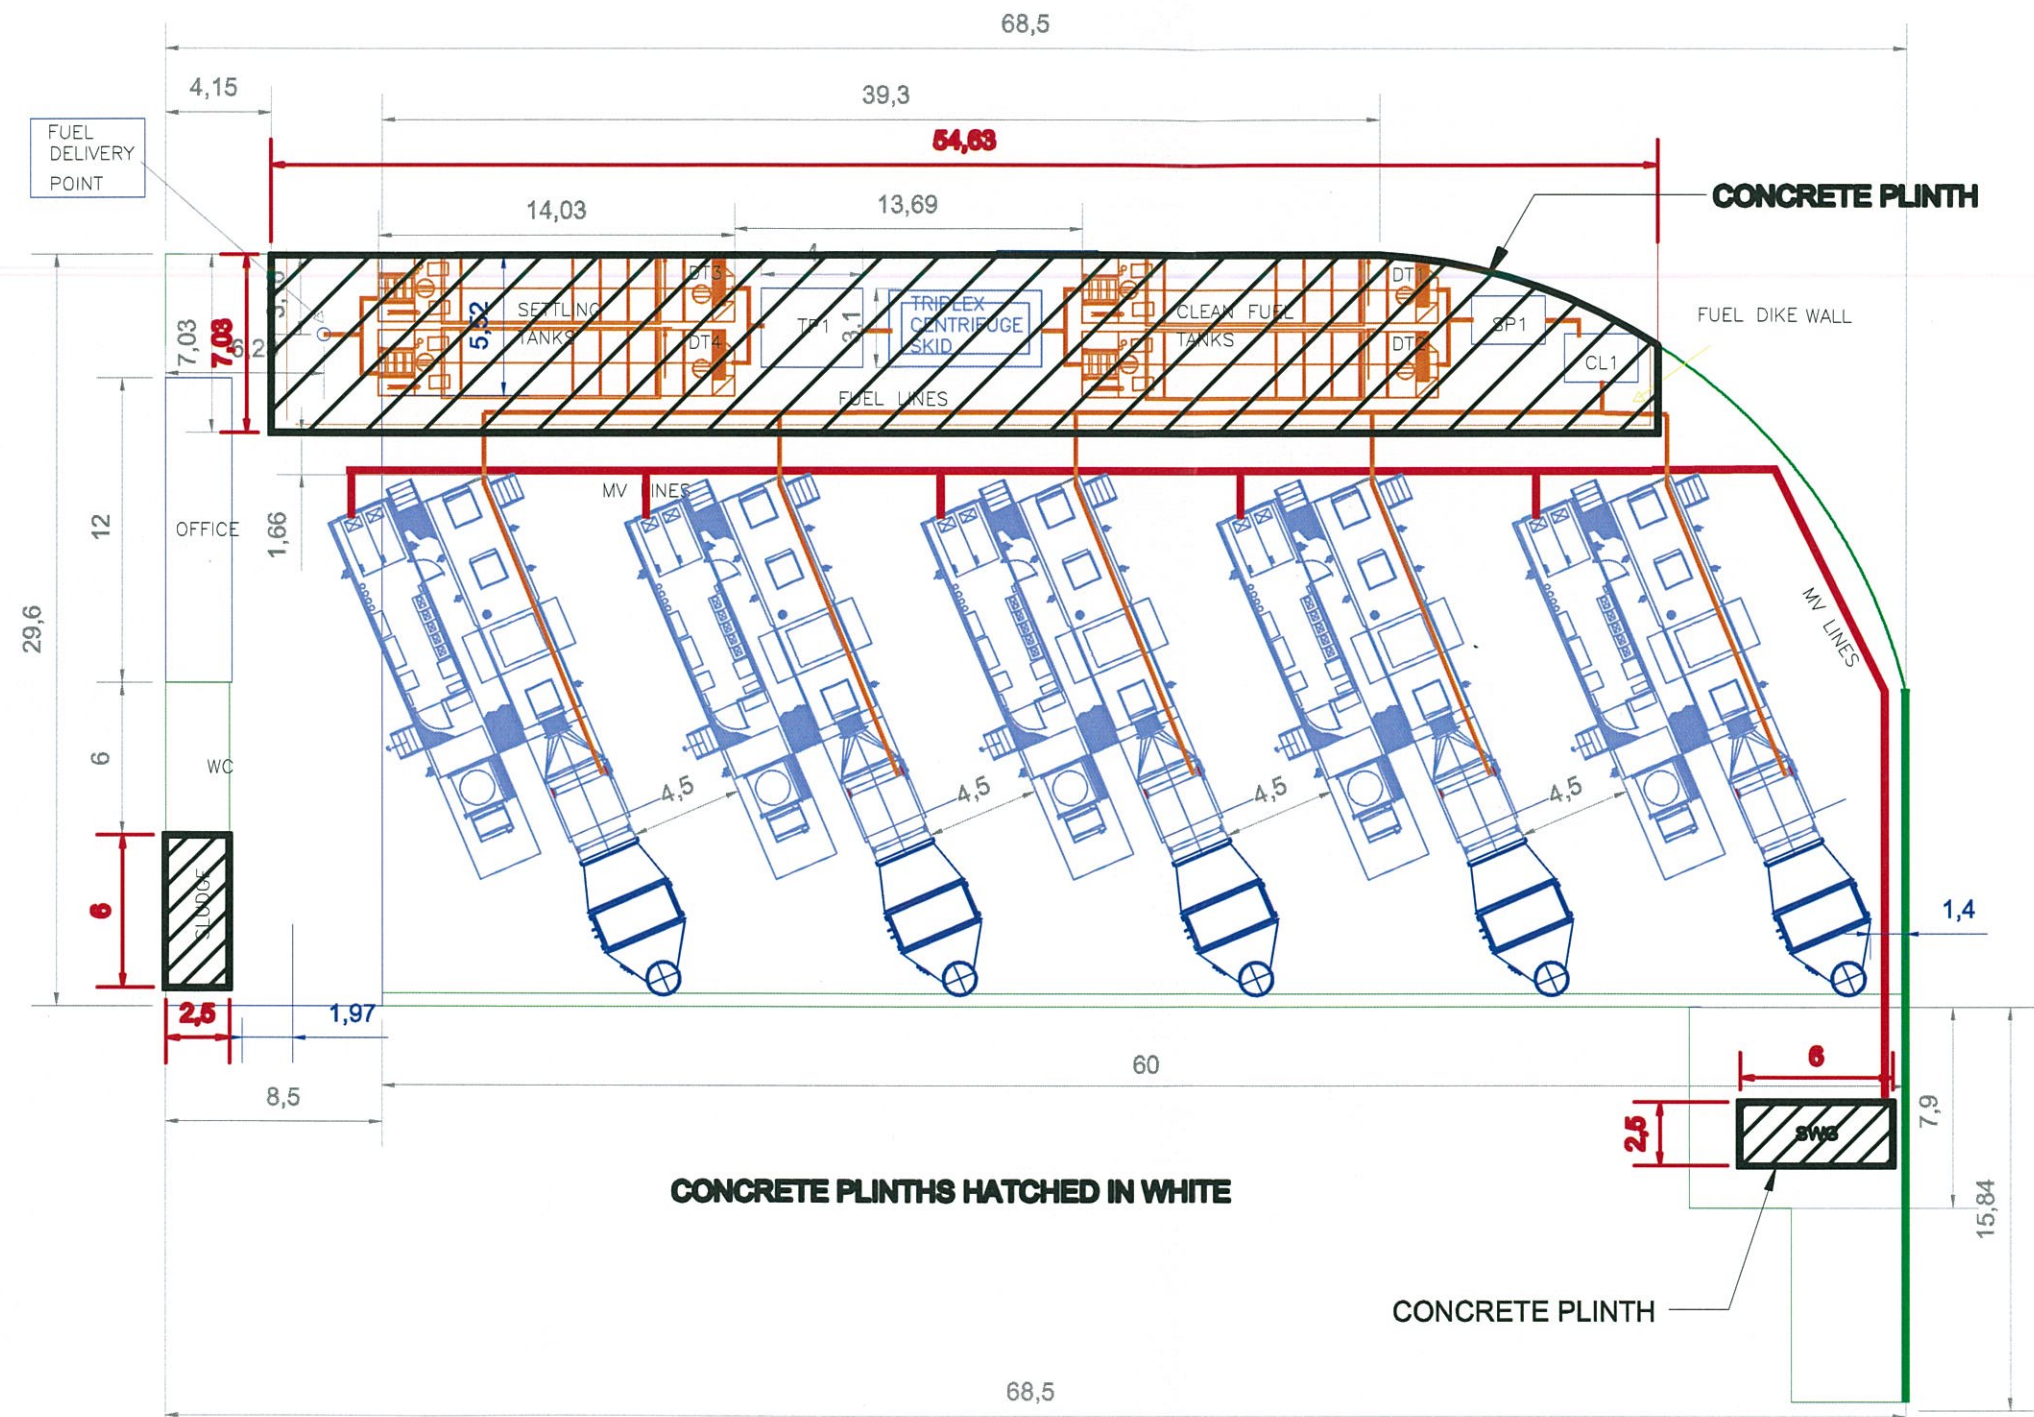 68,5
4,15
39,3
FUEL
DELIVERY
POINT
54,63
CONCRETE PLINTH
14,03
13,69
4
DT3
DT1
SETTLING
TANKS
5,52
TP1
3,1
TRIPLEX
CENTRIFUGE
SKID
CLEAN FUEL
TANKS
SP1
FUEL DIKE WALL
7,03
7,03
6,2
DT4
DT2
CL1
FUEL LINES
MV LINES
12
OFFICE
1,66
29,6
MV LINES
6
WC
4,5
4,5
4,5
4,5
6
SLUDGE
1,4
2,5
1,97
60
6
8,5
7,9
2,5
SWG
CONCRETE PLINTHS HATCHED IN WHITE
15,84
CONCRETE PLINTH
68,5